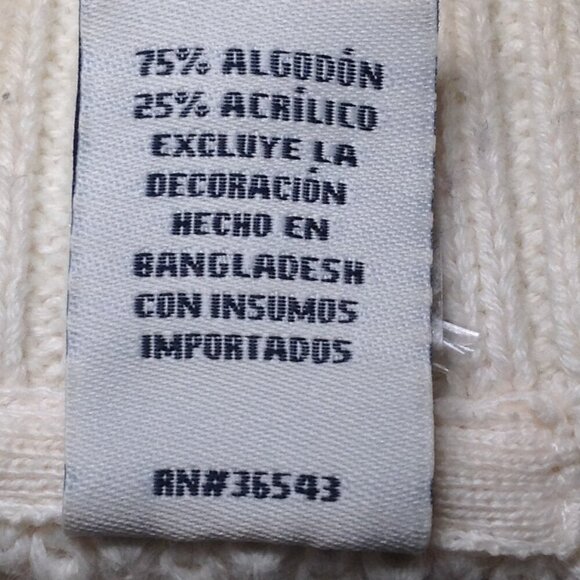 75% ALGODÓN
25% ACRÍLICO
EXCLUYE LA
DECORACIÓN
HECHO EN
BANGLADESH
CON INSUMOS
IMPORTADOS
RN#36543